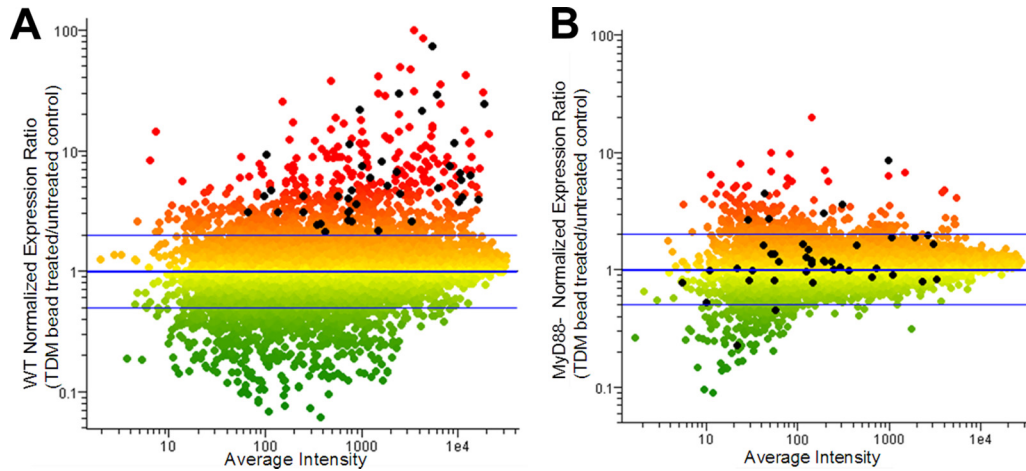 A
WT Normalized Expression Ratio
(TDM bead treated/untreated control)
100
10
1
0.1
10
100
1000
1e4
Average Intensity
B
MyD88- Normalized Expression Ratio
(TDM bead treated/untreated control)
100
10
1
0.1
10
100
1000
1e4
Average Intensity